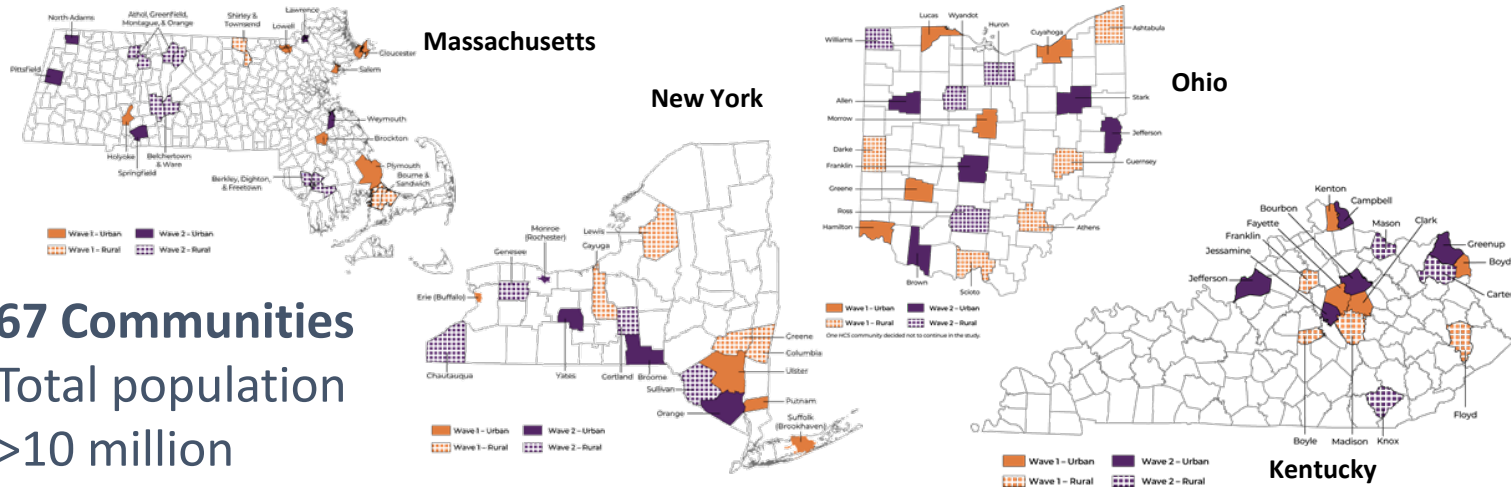 Massachusetts
North Adams
Athol, Greenfield,
Montague, & Orange
Shirley &
Townsend
Lowell
Lawrence
Gloucester
Salem
Pittsfield
Weymouth
Brockton
Holyoke
Springfield
Belchertown
& Ware
Berkley, Dighton,
& Freetown
Plymouth
Bourne &
Sandwich
Wave 1 – Urban
Wave 2 – Urban
Wave 1 – Rural
Wave 2 – Rural
New York
Lewis
Cayuga
Monroe
(Rochester)
Genesee
Erie (Buffalo)
Chautauqua
Yates
Cortland
Broome
Sullivan
Orange
Greene
Columbia
Ulster
Putnam
Suffolk
(Brookhaven)
Wave 1 – Urban
Wave 2 – Urban
Wave 1 – Rural
Wave 2 – Rural
Ohio
Lucas
Wyandot
Huron
Cuyahoga
Ashtabula
Williams
Allen
Stark
Morrow
Jefferson
Darke
Franklin
Guernsey
Greene
Ross
Hamilton
Athens
Brown
Scioto
Wave 1 – Urban
Wave 2 – Urban
Wave 1 – Rural
Wave 2 – Rural
One HCS community decided not to continue in the study.
Kenton
Campbell
Bourbon
Fayette
Mason
Clark
Franklin
Jessamine
Greenup
Boyd
Jefferson
Carter
Floyd
Boyle
Madison
Knox
Wave 1 – Urban
Wave 2 – Urban
Wave 1 – Rural
Wave 2 – Rural
Kentucky
67 Communities
Total population
>10 million